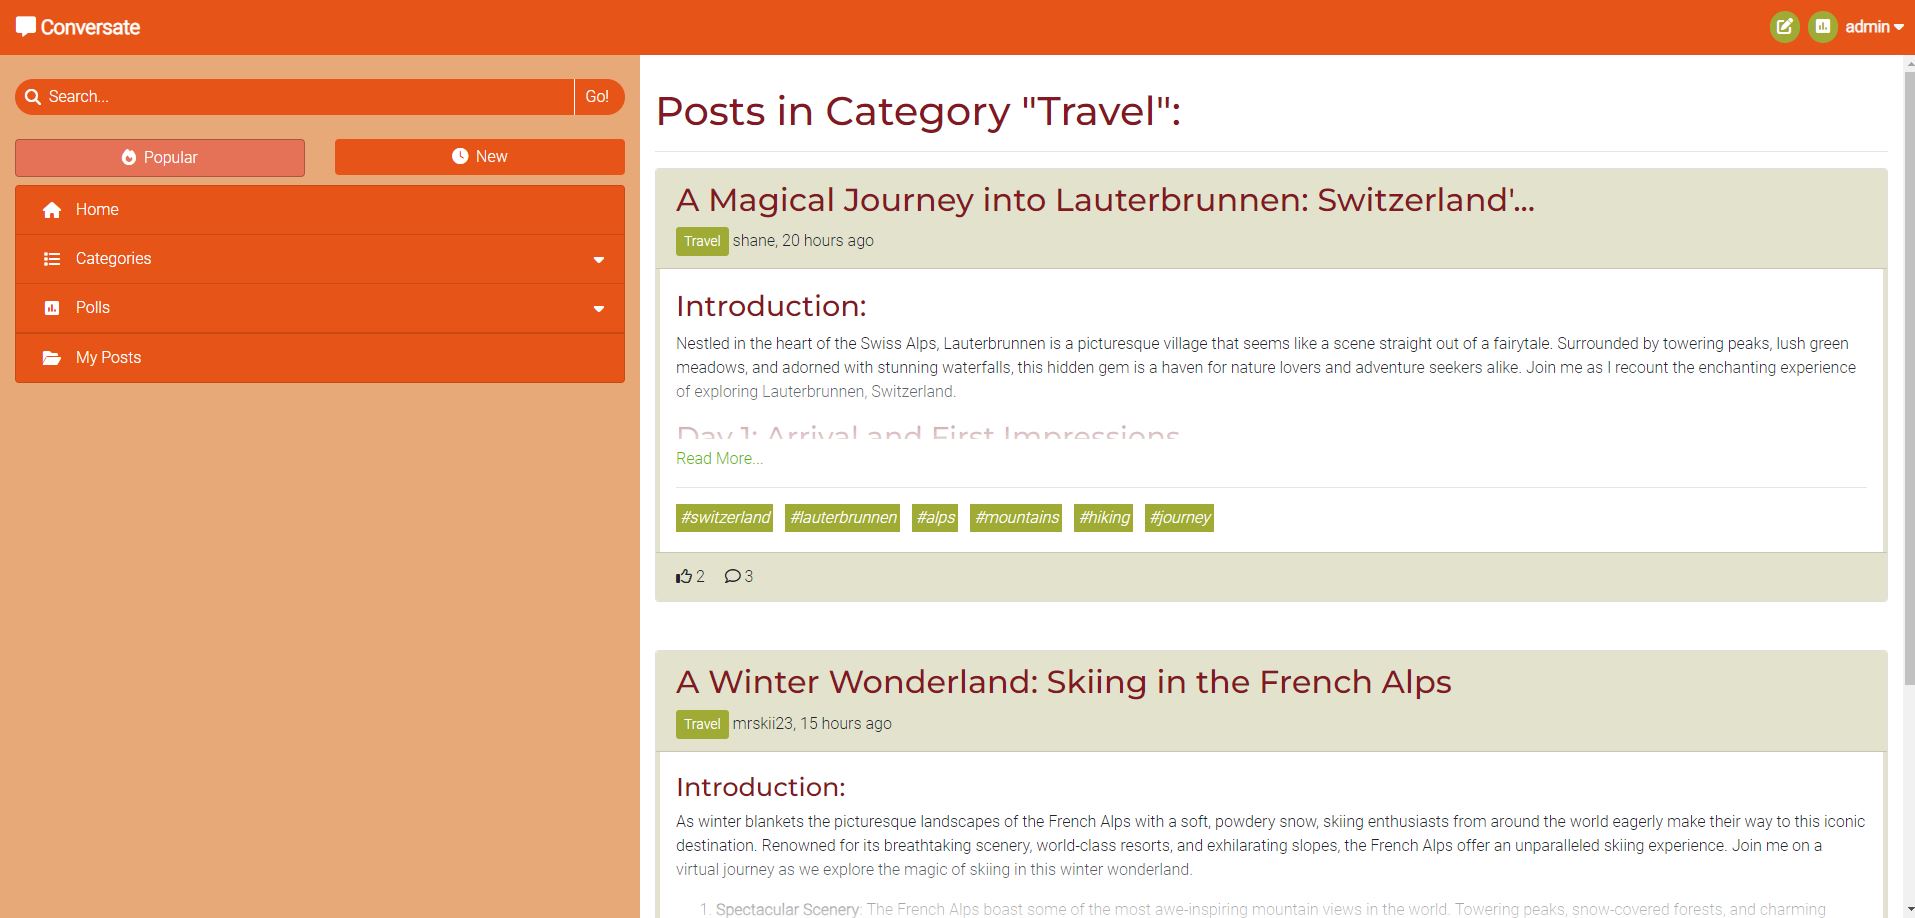 Conversate
admin
Search...
Go!
Popular
New
Home
Categories
Polls
My Posts
Posts in Category "Travel":
A Magical Journey into Lauterbrunnen: Switzerland'...
Travel shane, 20 hours ago
Introduction:
Nestled in the heart of the Swiss Alps, Lauterbrunnen is a picturesque village that seems like a scene straight out of a fairytale. Surrounded by towering peaks, lush green
meadows, and adorned with stunning waterfalls, this hidden gem is a haven for nature lovers and adventure seekers alike. Join me as I recount the enchanting experience
of exploring Lauterbrunnen, Switzerland.
Day 1: Arrival and First Impressions
Read More...
#switzerland #lauterbrunnen #alps #mountains #hiking #journey
2 3
A Winter Wonderland: Skiing in the French Alps
Travel mrskii23, 15 hours ago
Introduction:
As winter blankets the picturesque landscapes of the French Alps with a soft, powdery snow, skiing enthusiasts from around the world eagerly make their way to this iconic
destination. Renowned for its breathtaking scenery, world-class resorts, and exhilarating slopes, the French Alps offer an unparalleled skiing experience. Join me on a
virtual journey as we explore the magic of skiing in this winter wonderland.
1. Spectacular Scenery: The French Alps boast some of the most awe-inspiring mountain views in the world. Towering peaks, snow-covered forests, and charming